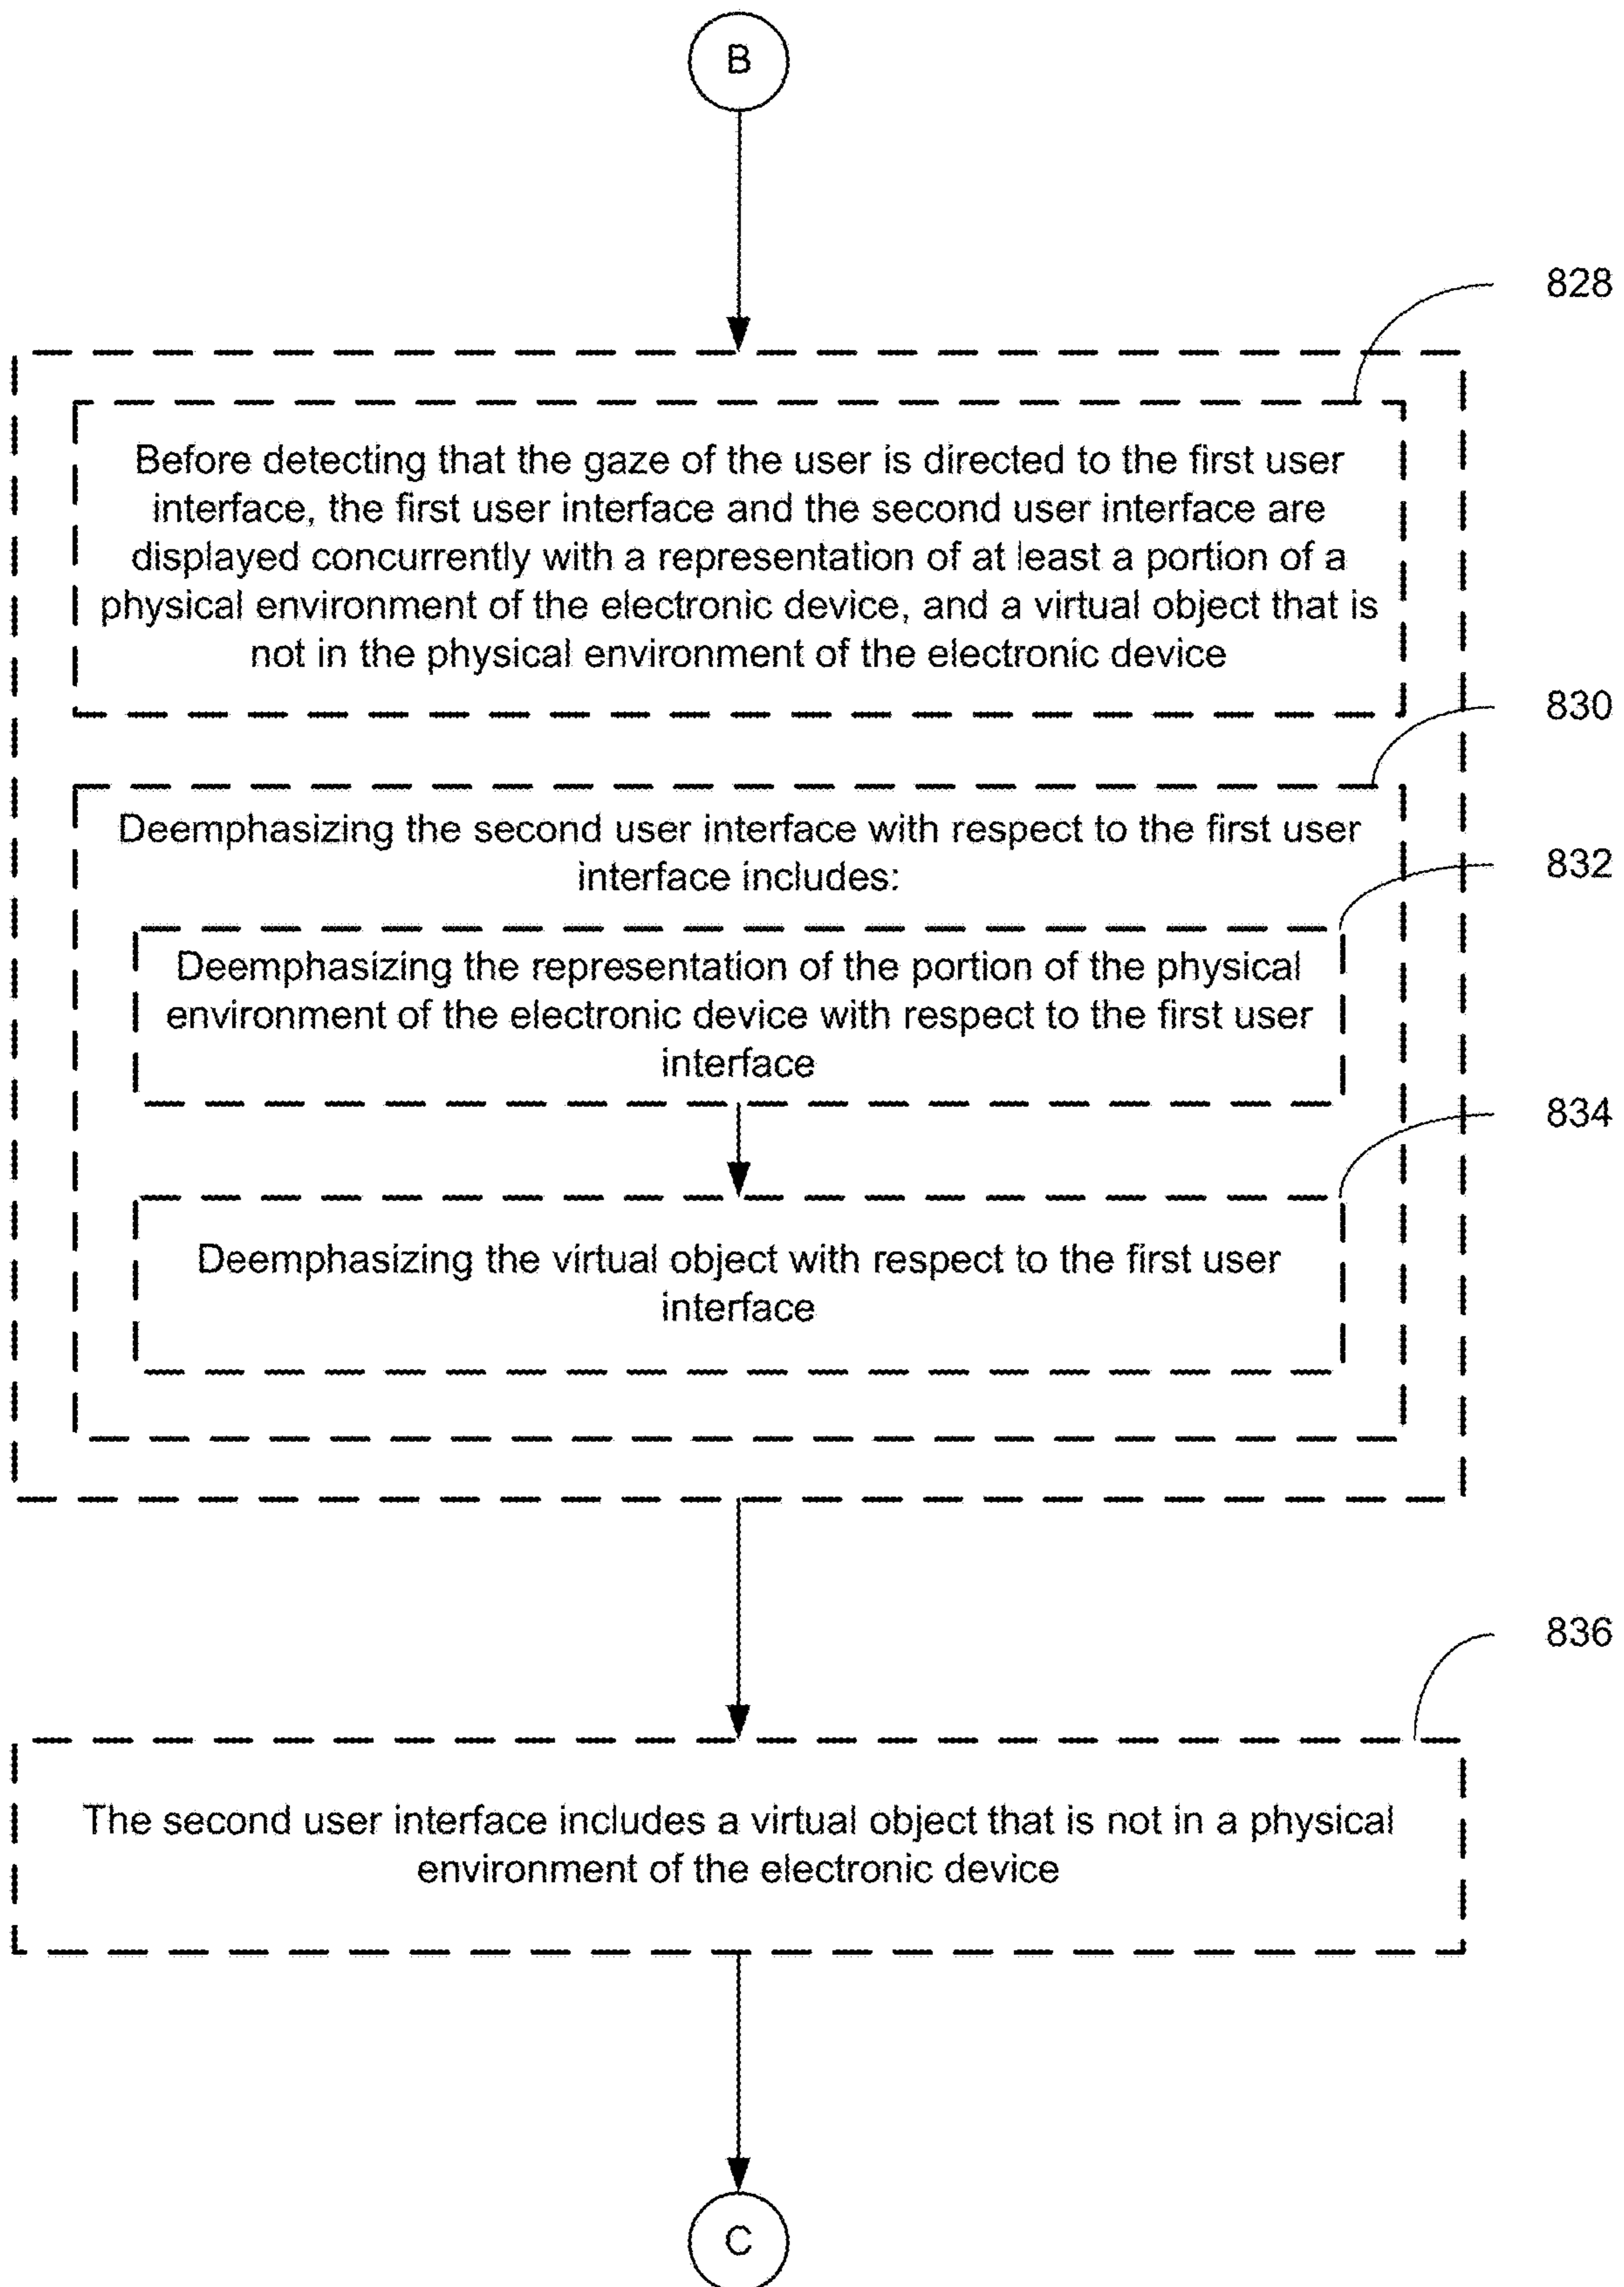 B
828
Before detecting that the gaze of the user is directed to the first user
interface, the first user interface and the second user interface are
displayed concurrently with a representation of at least a portion of a
physical environment of the electronic device, and a virtual object that is
not in the physical environment of the electronic device
830
Deemphasizing the second user interface with respect to the first user
interface includes:
832
Deemphasizing the representation of the portion of the physical
environment of the electronic device with respect to the first user
interface
834
Deemphasizing the virtual object with respect to the first user
interface
836
The second user interface includes a virtual object that is not in a physical
environment of the electronic device
C